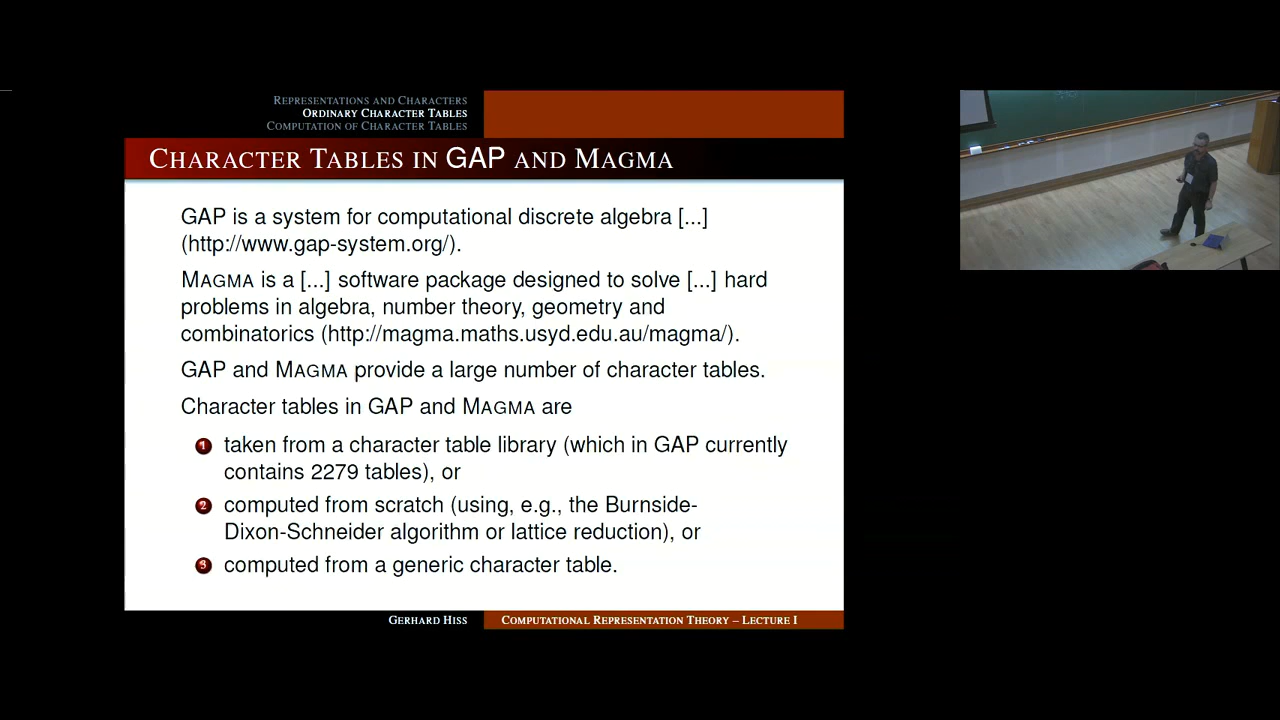 REPRESENTATIONS AND CHARACTERS
ORDINARY CHARACTER TABLES
COMPUTATION OF CHARACTER TABLES
CHARACTER TABLES IN GAP AND MAGMA
GAP is a system for computational discrete algebra [...]
(http://www.gap-system.org/).
MAGMA is a [...] software package designed to solve [...] hard
problems in algebra, number theory, geometry and
combinatorics (http://magma.maths.usyd.edu.au/magma/).
GAP and MAGMA provide a large number of character tables.
Character tables in GAP and MAGMA are
1 taken from a character table library (which in GAP currently
contains 2279 tables), or
2 computed from scratch (using, e.g., the Burnside-
Dixon-Schneider algorithm or lattice reduction), or
3 computed from a generic character table.
GERHARD HISS
COMPUTATIONAL REPRESENTATION THEORY – LECTURE I